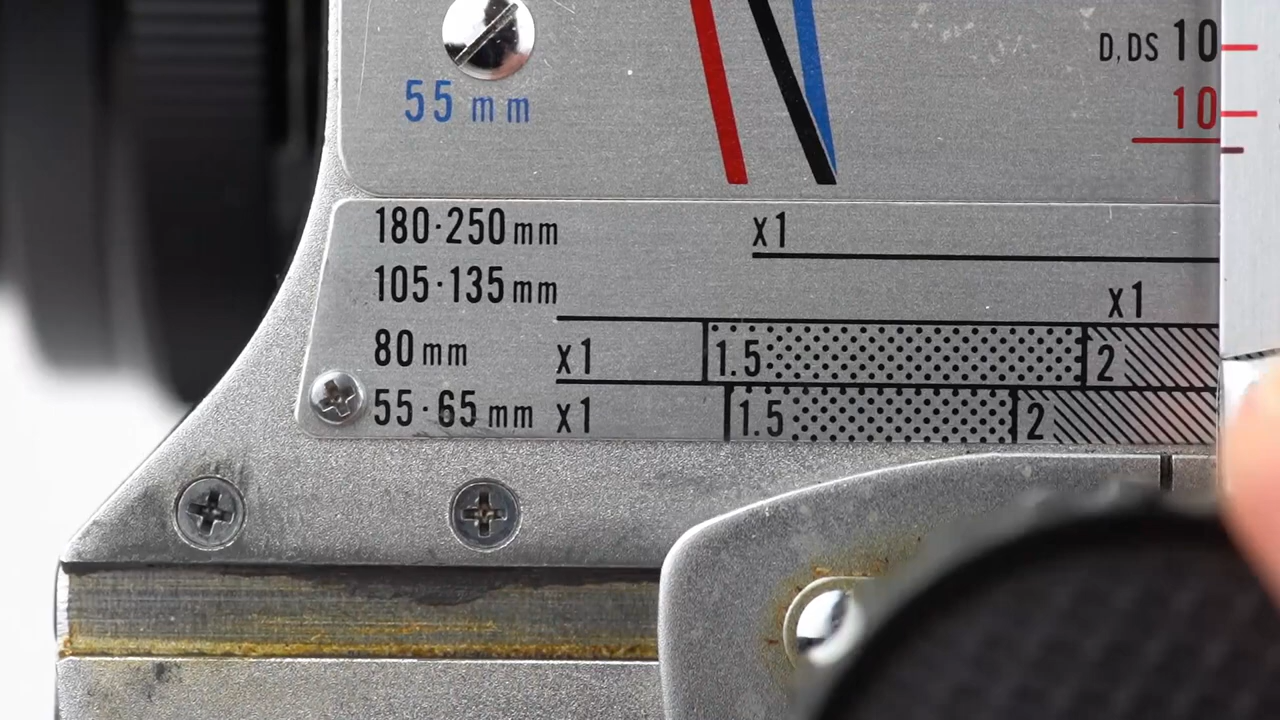 D, DS 10
55 mm
10
180·250 mm x1
105·135 mm x1
80 mm x1 1.5 2
55·65 mm x1 1.5 2